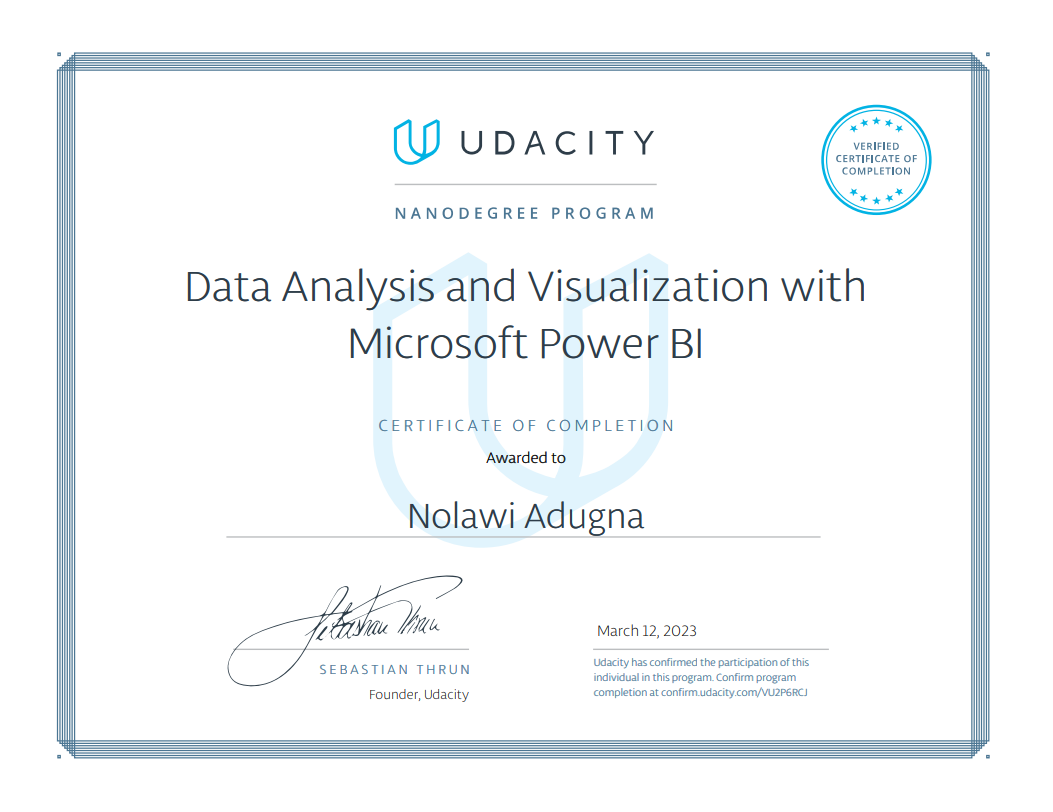 UDACITY
VERIFIED
CERTIFICATE OF
COMPLETION
NANODEGREE PROGRAM
Data Analysis and Visualization with
Microsoft Power BI
CERTIFICATE OF COMPLETION
Awarded to
Nolawi Adugna
Sebastian Thrun
SEBASTIAN THRUN
Founder, Udacity
March 12, 2023
Udacity has confirmed the participation of this
individual in this program. Confirm program
completion at confirm.udacity.com/VU2P6RCJ